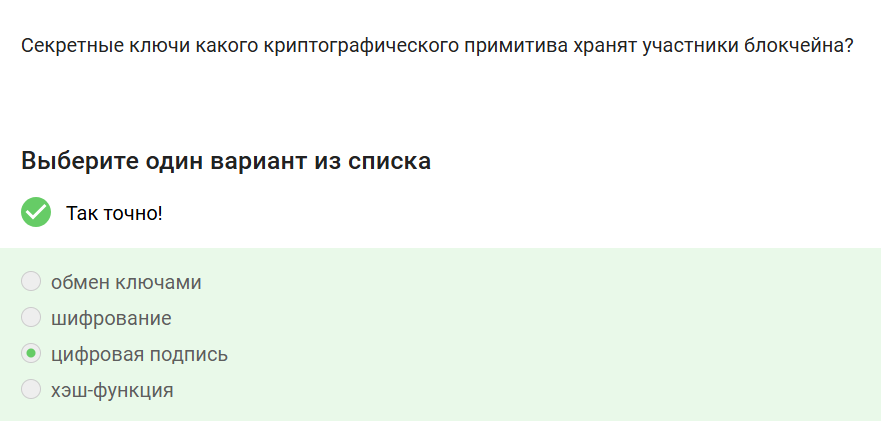 Секретные ключи какого криптографического примитива хранят участники блокчейна?
Выберите один вариант из списка
Так точно!
обмен ключами
шифрование
цифровая подпись
хэш-функция